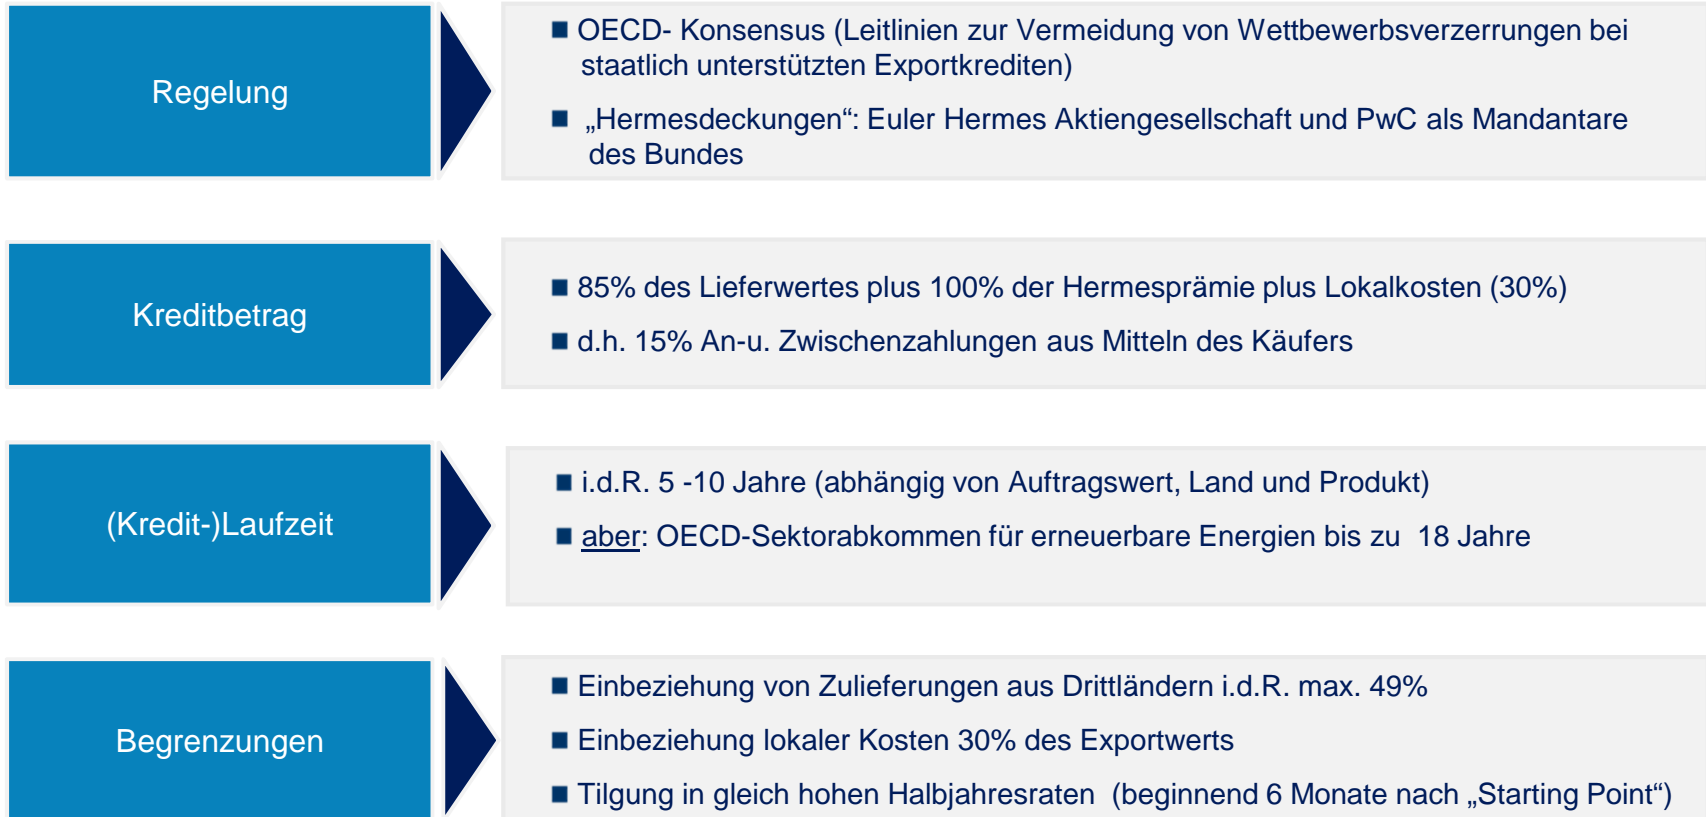 Regelung
■ OECD- Konsensus (Leitlinien zur Vermeidung von Wettbewerbsverzerrungen bei
staatlich unterstützten Exportkrediten)
■ „Hermesdeckungen“: Euler Hermes Aktiengesellschaft und PwC als Mandantare
des Bundes
Kreditbetrag
■ 85% des Lieferwertes plus 100% der Hermesprämie plus Lokalkosten (30%)
■ d.h. 15% An-u. Zwischenzahlungen aus Mitteln des Käufers
(Kredit-)Laufzeit
■ i.d.R. 5 -10 Jahre (abhängig von Auftragswert, Land und Produkt)
■ aber: OECD-Sektorabkommen für erneuerbare Energien bis zu 18 Jahre
Begrenzungen
■ Einbeziehung von Zulieferungen aus Drittländern i.d.R. max. 49%
■ Einbeziehung lokaler Kosten 30% des Exportwerts
■ Tilgung in gleich hohen Halbjahresraten (beginnend 6 Monate nach „Starting Point“)